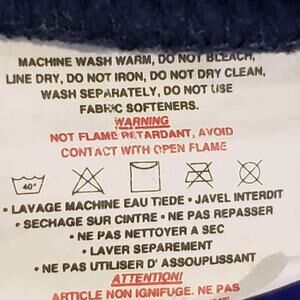 MACHINE WASH WARM, DO NOT BLEACH,
LINE DRY, DO NOT IRON, DO NOT DRY CLEAN,
WASH SEPARATELY, DO NOT USE
FABRIC SOFTENERS.
WARNING
NOT FLAME RETARDANT, AVOID
CONTACT WITH OPEN FLAME
40°
• LAVAGE MACHINE EAU TIEDE • JAVEL INTERDIT
• SECHAGE SUR CINTRE • NE PAS REPASSER
• NE PAS NETTOYER A SEC
• LAVER SEPAREMENT
• NE PAS UTILISER D' ASSOUPLISSANT
ATTENTION!
ARTICLE NON IGNIFUGE. NE PAS